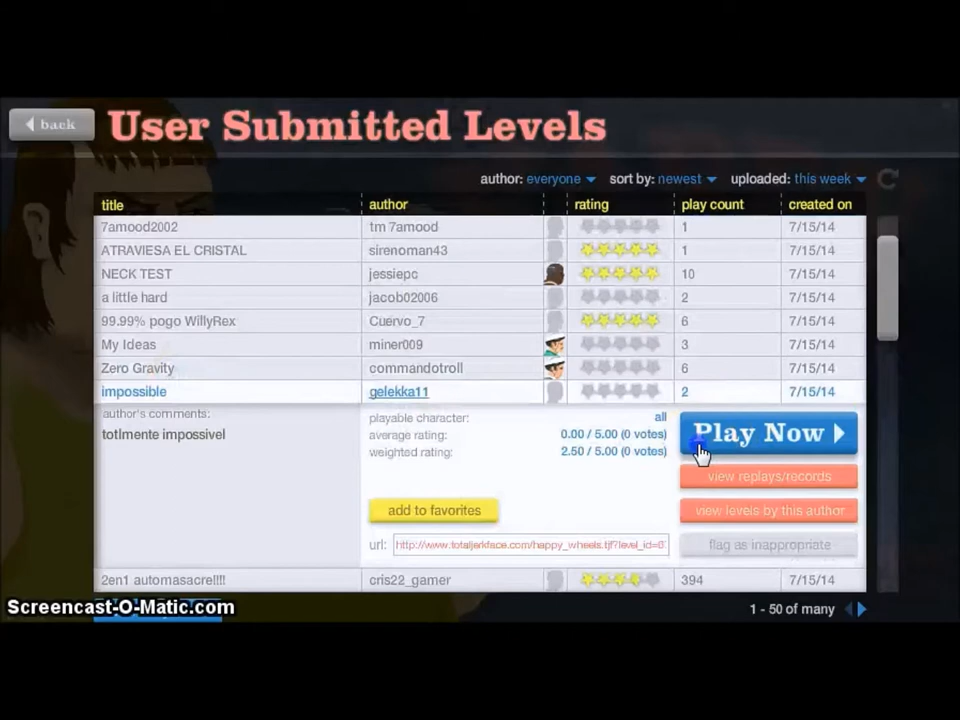 back
User Submitted Levels
author: everyone sort by: newest uploaded: this week
title author rating play count created on
7amood2002 tm 7amood 1 7/15/14
ATRAVIESA EL CRISTAL sirenoman43 1 7/15/14
NECK TEST jessiepc 10 7/15/14
a little hard jacob02006 2 7/15/14
99.99% pogo WillyRex Cuervo_7 6 7/15/14
My Ideas miner009 3 7/15/14
Zero Gravity commandotroll 6 7/15/14
impossible gelekka11 2 7/15/14
author's comments:
totlmente impossivel
playable character: all
average rating: 0.00 / 5.00 (0 votes)
weighted rating: 2.50 / 5.00 (0 votes)
Play Now
view replays/records
add to favorites
view levels by this author
url: http://www.totaljerkface.com/happy_wheels.tjf?level_id=6
flag as inappropriate
2en1 automasacre!!!! cris22_gamer 394 7/15/14
Screencast-O-Matic.com
1 - 50 of many